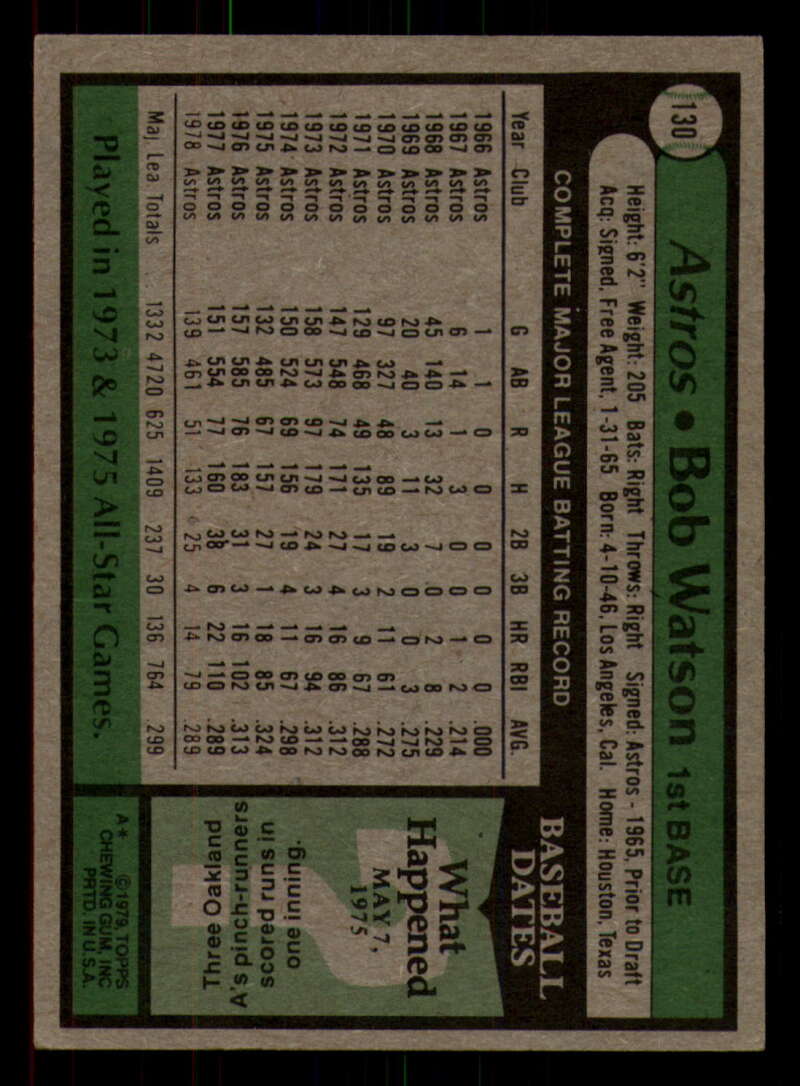 130
Astros • Bob Watson 1st BASE
Height: 6'2" Weight: 205 Bats: Right Throws: Right Signed: Astros - 1965, Prior to Draft
Acq: Signed, Free Agent, 1-31-65 Born: 4-10-46, Los Angeles, Cal. Home: Houston, Texas
COMPLETE MAJOR LEAGUE BATTING RECORD
Year Club G AB R H 2B 3B HR RBI AVG.
1966 Astros 1 1 0 0 0 0 0 0 .000
1967 Astros 6 14 1 3 0 0 1 2 .214
1968 Astros 45 140 13 32 7 0 2 8 .229
1969 Astros 20 40 3 11 3 0 0 3 .275
1970 Astros 97 327 48 89 19 2 11 61 .272
1971 Astros 129 468 49 135 17 3 9 67 .288
1972 Astros 147 548 74 171 27 4 16 86 .312
1973 Astros 158 573 97 179 24 3 16 94 .312
1974 Astros 150 524 69 156 19 4 11 67 .298
1975 Astros 132 485 67 157 27 1 18 85 .324
1976 Astros 157 585 76 183 31 3 16 102 .313
1977 Astros 151 554 77 160 38 6 22 110 .289
1978 Astros 139 461 51 133 25 4 14 79 .289
Maj. Lea Totals 1332 4720 625 1409 237 30 136 764 .299
Played in 1973 & 1975 All-Star Games.
BASEBALL
DATES
What
Happened
MAY 7,
1975
Three Oakland
A's pinch-runners
scored runs in
one inning.
A** ©1979, TOPPS
CHEWING GUM, INC
PRTD. IN U.S.A.